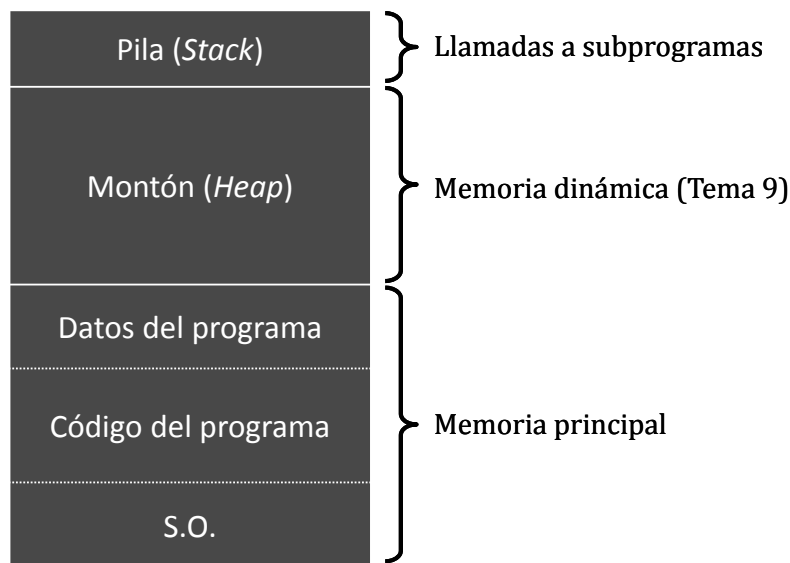 Pila (Stack)
Llamadas a subprogramas
Montón (Heap)
Memoria dinámica (Tema 9)
Datos del programa
Código del programa
Memoria principal
S.O.